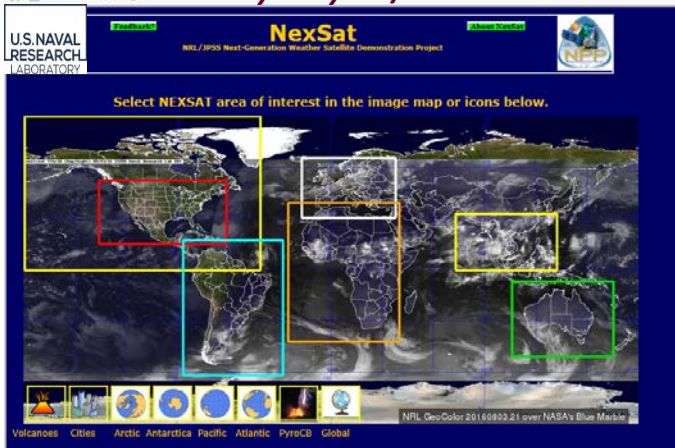 U.S. NAVAL
RESEARCH
LABORATORY
Feedback?
NexSat
NRL/JPSS Next-Generation Weather Satellite Demonstration Project
About NexSat
NPP
Select NEXSAT area of interest in the image map or icons below.
NRL GeoColor 20160803.21 over NASA's Blue Marble
Volcanoes Cities Arctic Antarctica Pacific Atlantic PyroCB Global